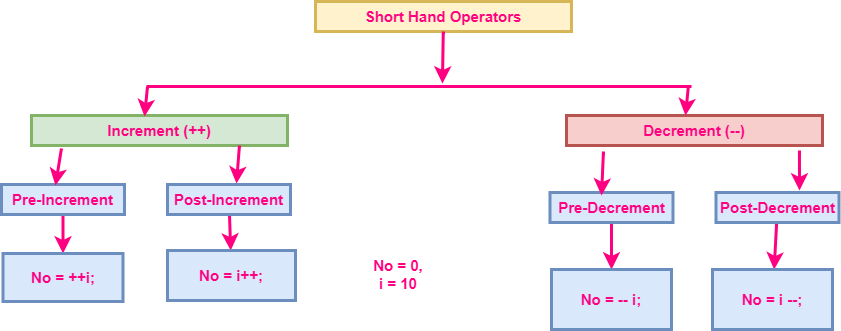 Short Hand Operators
Increment (++)
Decrement (--)
Pre-Increment
Post-Increment
Pre-Decrement
Post-Decrement
No = ++i;
No = i++;
No = 0,
i = 10
No = -- i;
No = i --;